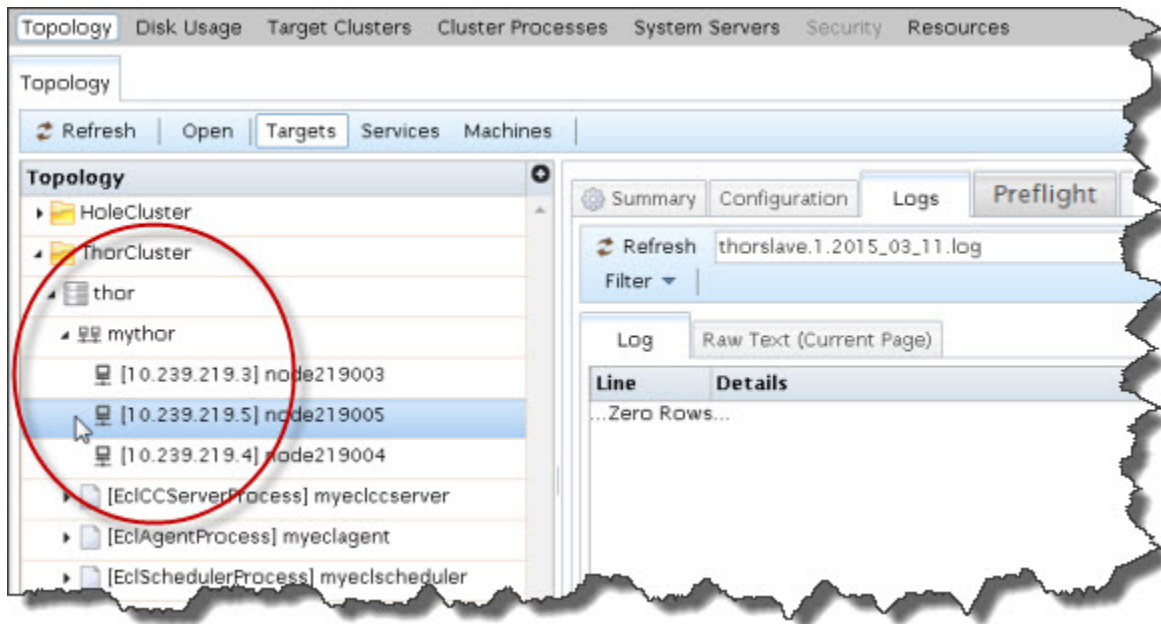 Topology Disk Usage Target Clusters Cluster Processes System Servers Security Resources
Topology
Refresh Open Targets Services Machines
Topology
HoleCluster
ThorCluster
thor
mythor
[10.239.219.3] node219003
[10.239.219.5] node219005
[10.239.219.4] node219004
[EclCCServerProcess] myeclccserver
[EclAgentProcess] myeclagent
[EclSchedulerProcess] myeclscheduler
Summary Configuration Logs Preflight
Refresh thorslave.1.2015_03_11.log
Filter
Log Raw Text (Current Page)
Line Details
...Zero Rows...